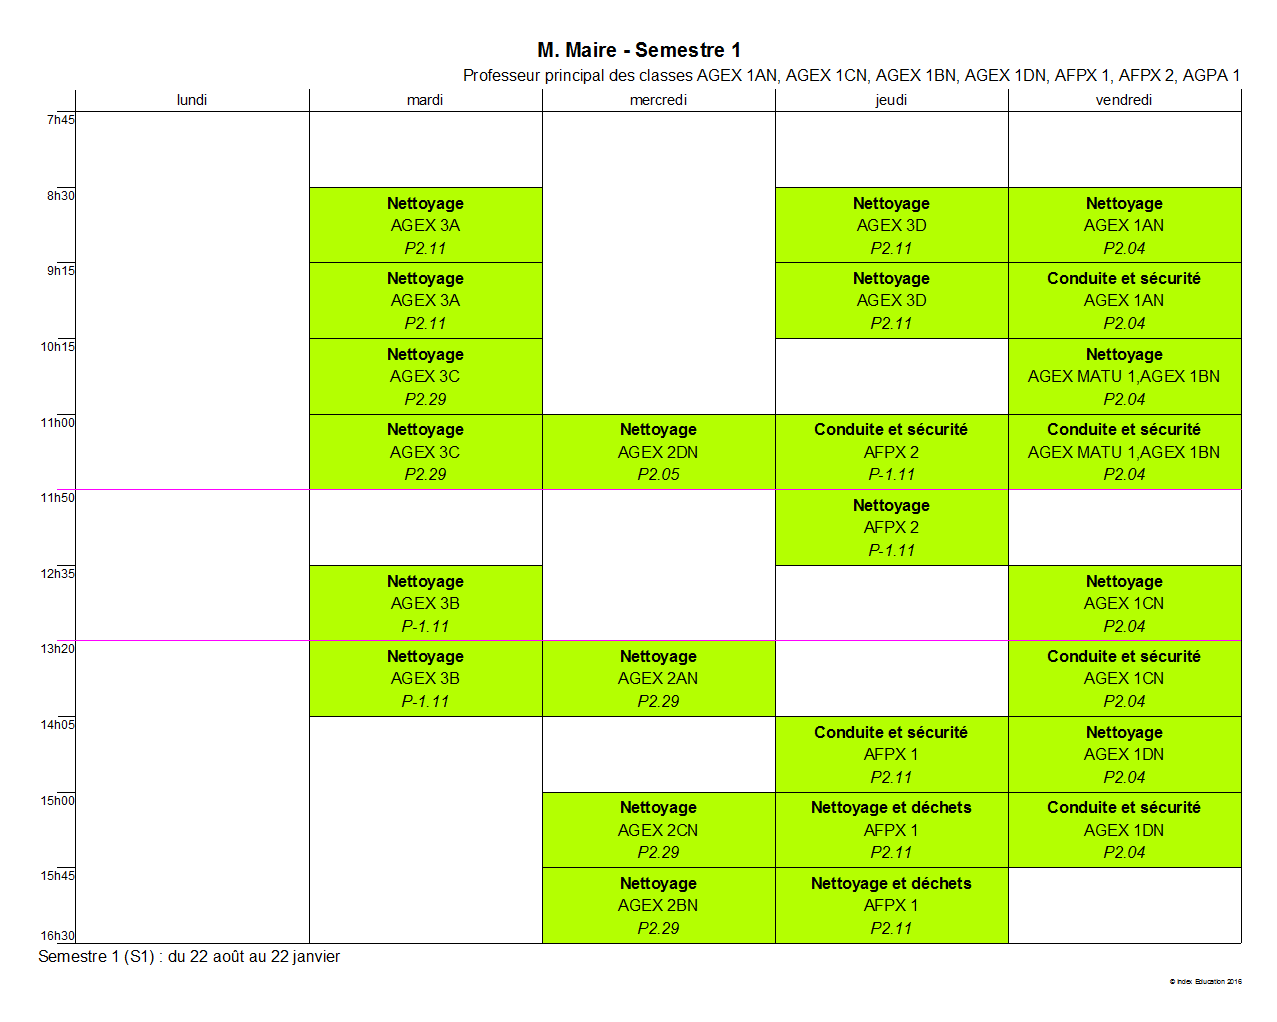 M. Maire - Semestre 1
Professeur principal des classes AGEX 1AN, AGEX 1CN, AGEX 1BN, AGEX 1DN, AFPX 1, AFPX 2, AGPA 1
lundi mardi mercredi jeudi vendredi
7h45
8h30
Nettoyage Nettoyage Nettoyage
AGEX 3A AGEX 3D AGEX 1AN
P2.11 P2.11 P2.04
9h15
Nettoyage Nettoyage Conduite et sécurité
AGEX 3A AGEX 3D AGEX 1AN
P2.11 P2.11 P2.04
10h15
Nettoyage Nettoyage
AGEX 3C AGEX MATU 1,AGEX 1BN
P2.29 P2.04
11h00
Nettoyage Nettoyage Conduite et sécurité Conduite et sécurité
AGEX 3C AGEX 2DN AFPX 2 AGEX MATU 1,AGEX 1BN
P2.29 P2.05 P-1.11 P2.04
11h50
Nettoyage
AFPX 2
P-1.11
12h35
Nettoyage Nettoyage
AGEX 3B AGEX 1CN
P-1.11 P2.04
13h20
Nettoyage Nettoyage Conduite et sécurité
AGEX 3B AGEX 2AN AGEX 1CN
P-1.11 P2.29 P2.04
14h05
Conduite et sécurité Nettoyage
AFPX 1 AGEX 1DN
P2.11 P2.04
15h00
Nettoyage Nettoyage et déchets Conduite et sécurité
AGEX 2CN AFPX 1 AGEX 1DN
P2.29 P2.11 P2.04
15h45
Nettoyage Nettoyage et déchets
AGEX 2BN AFPX 1
P2.29 P2.11
16h30
Semestre 1 (S1) : du 22 août au 22 janvier
© Index Education 2016